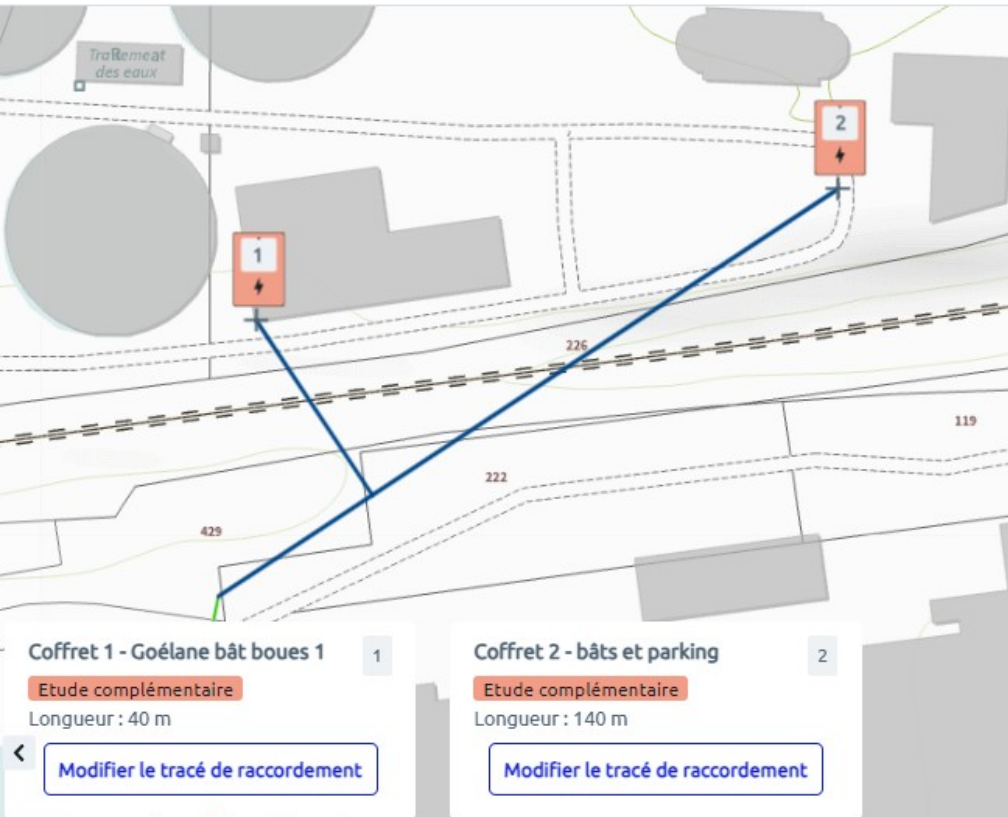 des eaux
2
1
226
119
222
429
Coffret 1 - Goélane bât boues 1
1
Etude complémentaire
Longueur : 40 m
Modifier le tracé de raccordement
Coffret 2 - bâts et parking
2
Etude complémentaire
Longueur : 140 m
Modifier le tracé de raccordement